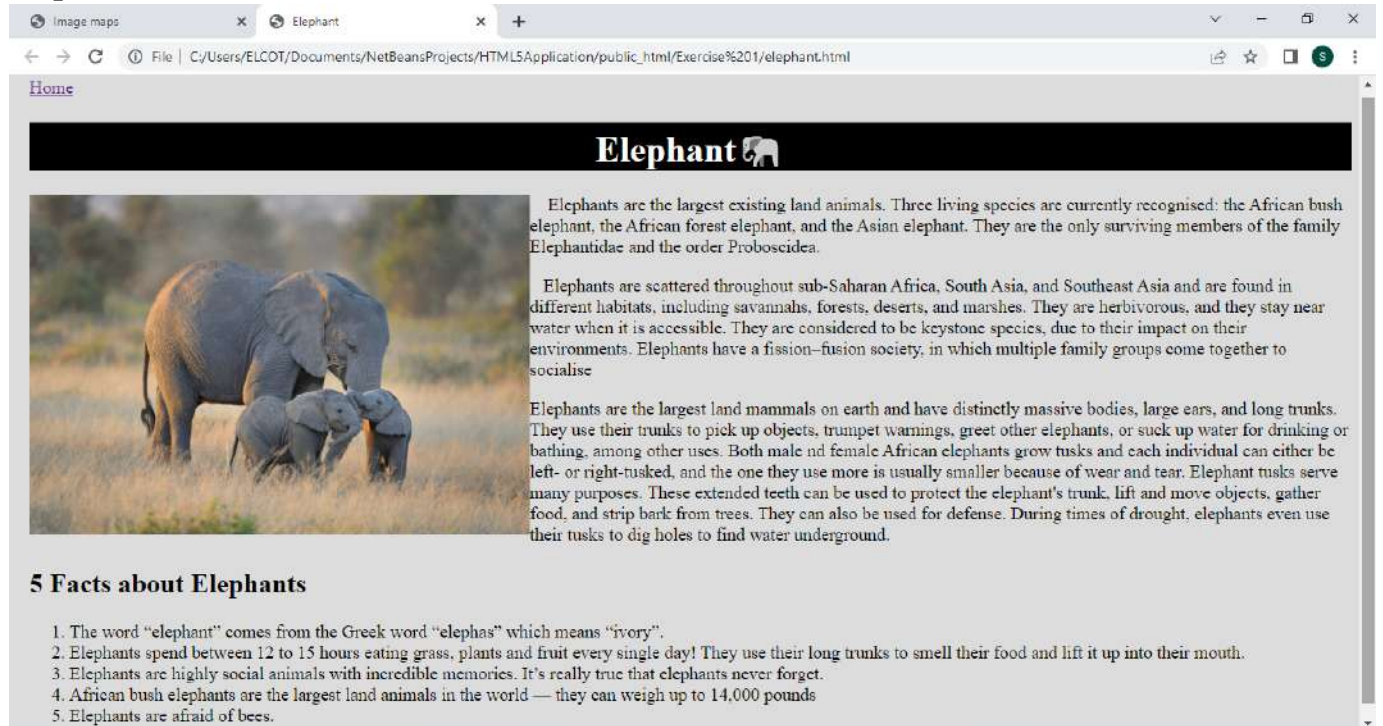 Image maps
Elephant
File | C:/Users/ELCOT/Documents/NetBeansProjects/HTML5Application/public_html/Exercise%201/elephant.html
S
Home
Elephant
Elephants are the largest existing land animals. Three living species are currently recognised: the African bush
elephant, the African forest elephant, and the Asian elephant. They are the only surviving members of the family
Elephantidae and the order Proboscidea.
Elephants are scattered throughout sub-Saharan Africa, South Asia, and Southeast Asia and are found in
different habitats, including savannahs, forests, deserts, and marshes. They are herbivorous, and they stay near
water when it is accessible. They are considered to be keystone species, due to their impact on their
environments. Elephants have a fission–fusion society, in which multiple family groups come together to
socialise
Elephants are the largest land mammals on earth and have distinctly massive bodies, large ears, and long trunks.
They use their trunks to pick up objects, trumpet warnings, greet other elephants, or suck up water for drinking or
bathing, among other uses. Both male nd female African elephants grow tusks and each individual can either be
left- or right-tusked, and the one they use more is usually smaller because of wear and tear. Elephant tusks serve
many purposes. These extended teeth can be used to protect the elephant's trunk, lift and move objects, gather
food, and strip bark from trees. They can also be used for defense. During times of drought, elephants even use
their tusks to dig holes to find water underground.
5 Facts about Elephants
1. The word “elephant” comes from the Greek word “elephas” which means “ivory”.
2. Elephants spend between 12 to 15 hours eating grass, plants and fruit every single day! They use their long trunks to smell their food and lift it up into their mouth.
3. Elephants are highly social animals with incredible memories. It’s really true that elephants never forget.
4. African bush elephants are the largest land animals in the world — they can weigh up to 14,000 pounds
5. Elephants are afraid of bees.